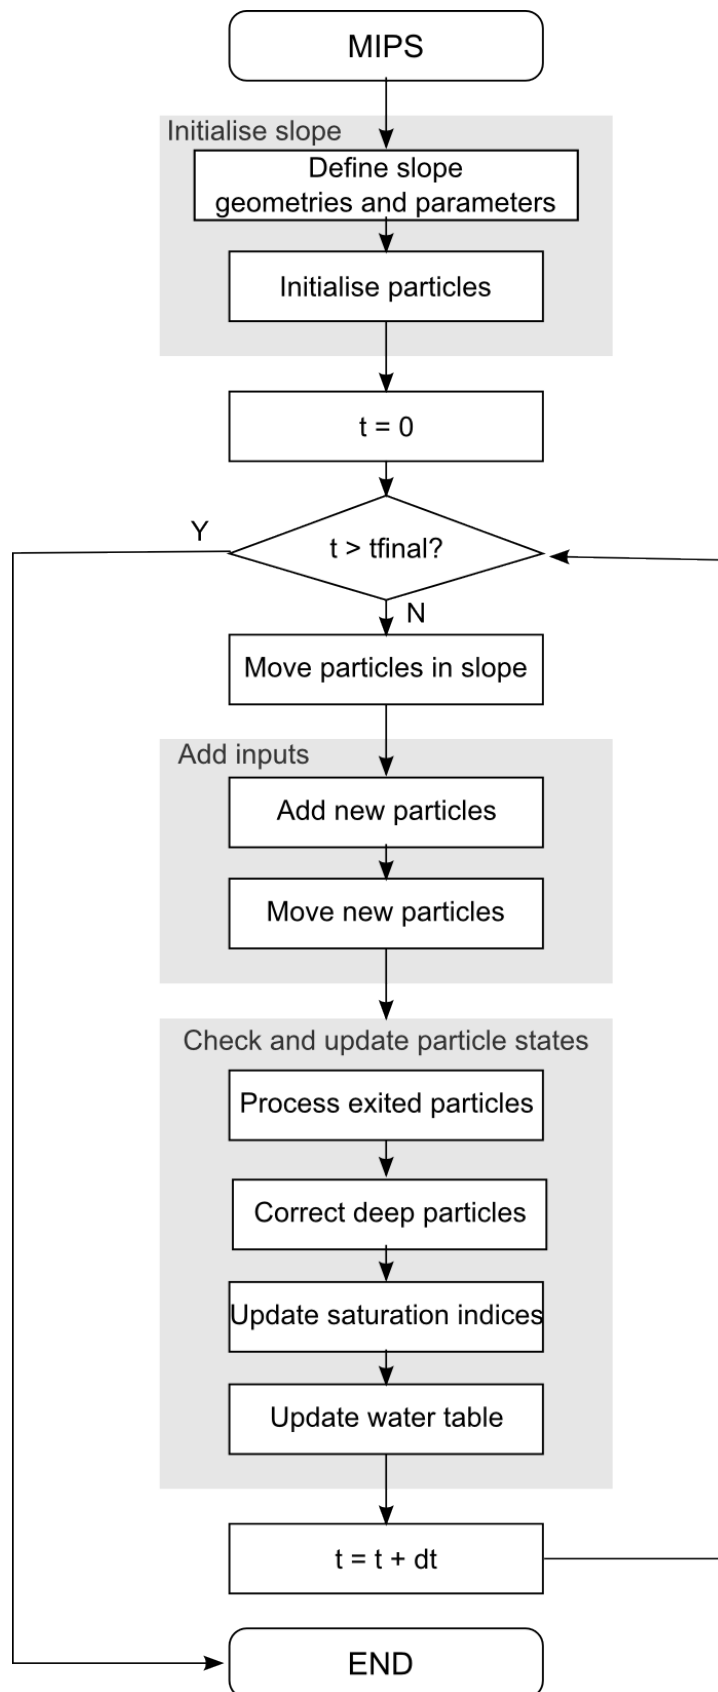 MIPS
Initialise slope
Define slope
geometries and parameters
Initialise particles
t = 0
Y
t > tfinal?
N
Move particles in slope
Add inputs
Add new particles
Move new particles
Check and update particle states
Process exited particles
Correct deep particles
Update saturation indices
Update water table
t = t + dt
END